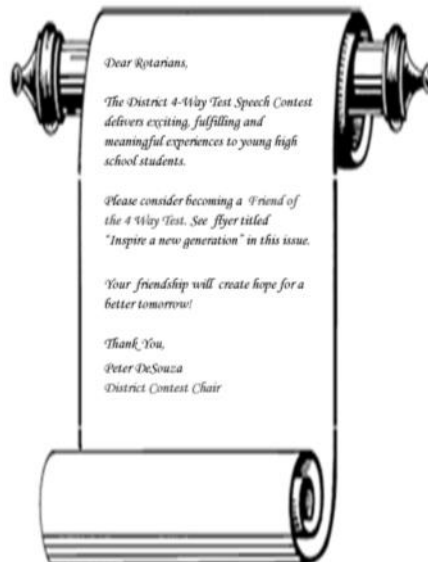 Dear Rotarians,
The District 4-Way Test Speech Contest
delivers exciting, fulfilling and
meaningful experiences to young high
school students.
Please consider becoming a Friend of
the 4 Way Test. See flyer titled
"Inspire a new generation" in this issue.
Your friendship will create hope for a
better tomorrow!
Thank You,
Peter DeSouza
District Contest Chair